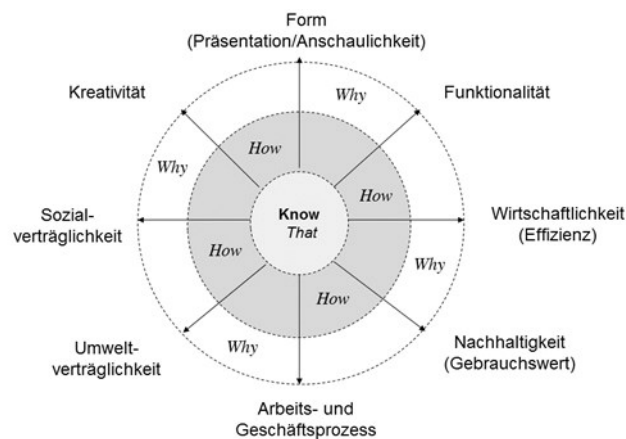 Form
(Präsentation/Anschaulichkeit)
Kreativität
Why
Funktionalität
How
Why
How
Sozial-
verträglichkeit
Know
That
Wirtschaftlichkeit
(Effizienz)
How
Why
How
Umwelt-
verträglichkeit
Why
Nachhaltigkeit
(Gebrauchswert)
Arbeits- und
Geschäftsprozess